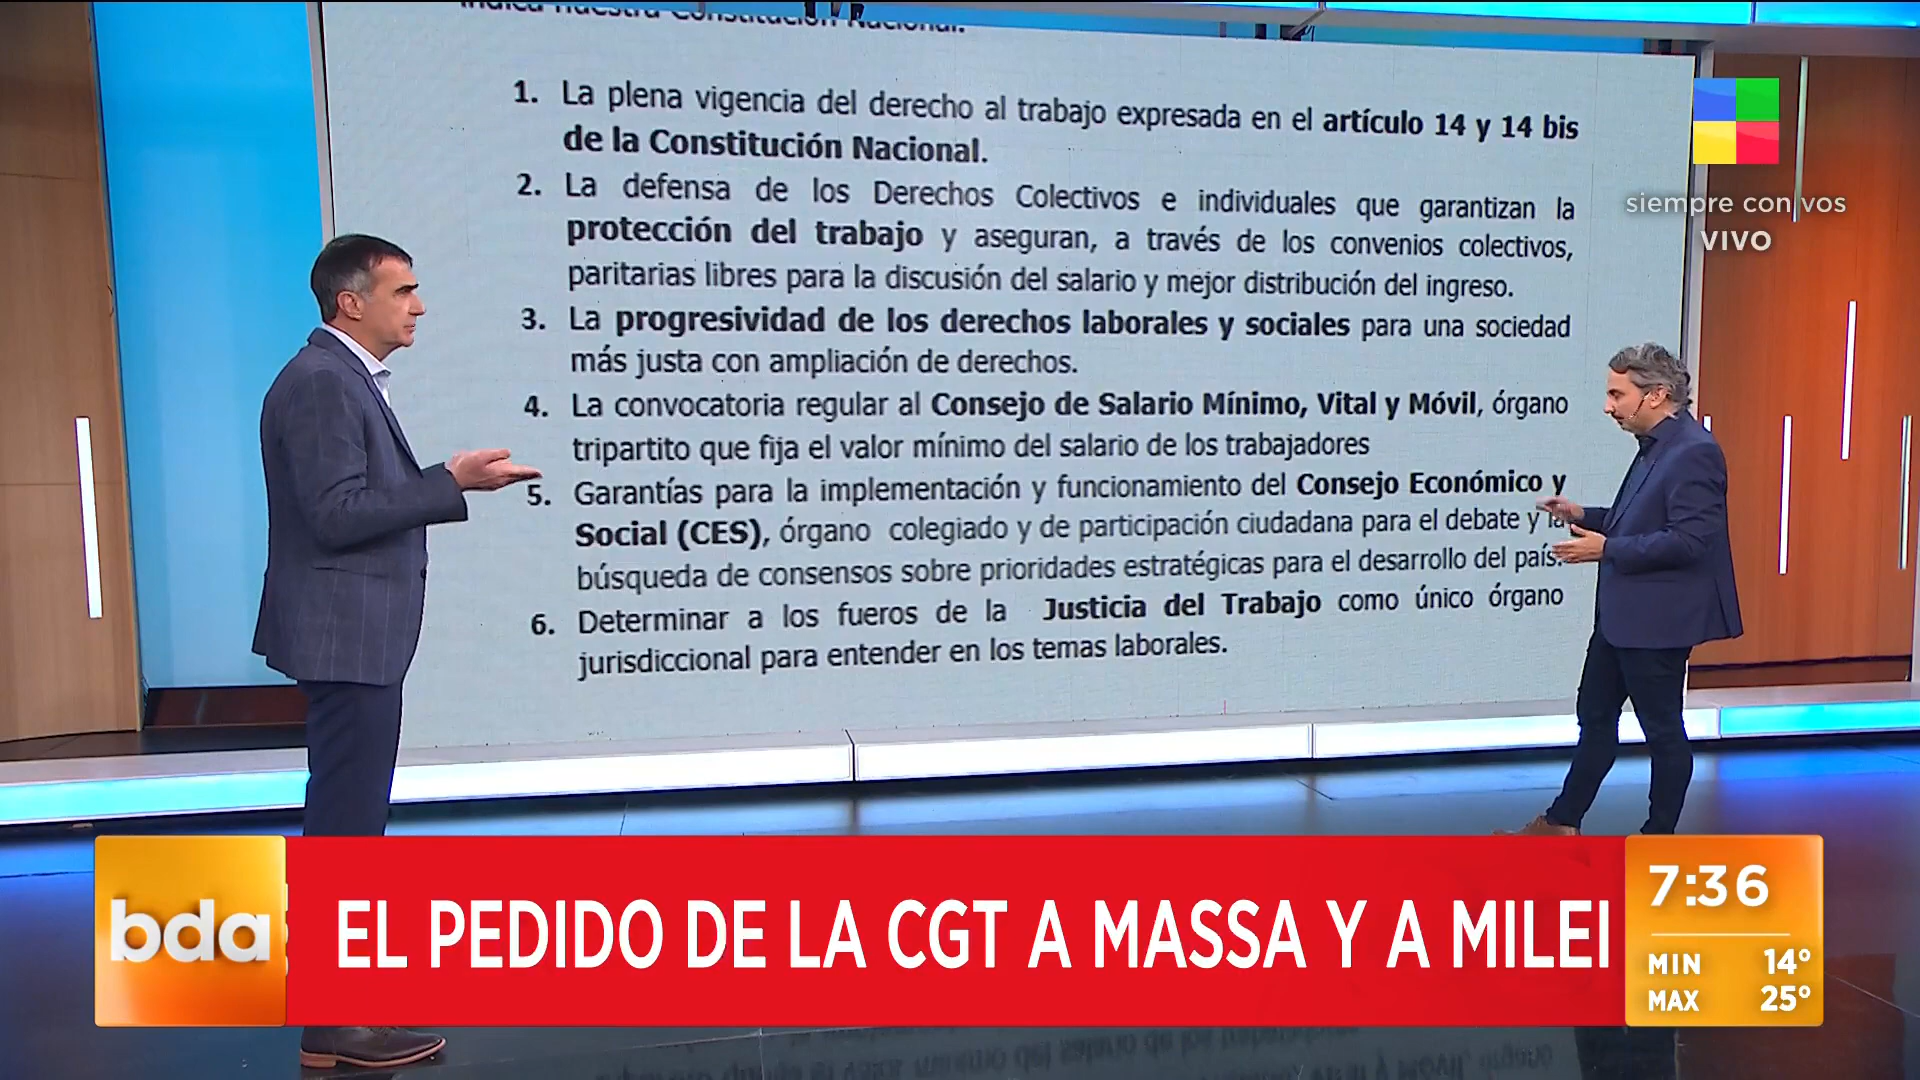 indica nuestra Constitución Nacional.
1. La plena vigencia del derecho al trabajo expresada en el artículo 14 y 14 bis
de la Constitución Nacional.
2. La defensa de los Derechos Colectivos e individuales que garantizan la
protección del trabajo y aseguran, a través de los convenios colectivos,
paritarias libres para la discusión del salario y mejor distribución del ingreso.
3. La progresividad de los derechos laborales y sociales para una sociedad
más justa con ampliación de derechos.
4. La convocatoria regular al Consejo de Salario Mínimo, Vital y Móvil, órgano
tripartito que fija el valor mínimo del salario de los trabajadores
5. Garantías para la implementación y funcionamiento del Consejo Económico y
Social (CES), órgano colegiado y de participación ciudadana para el debate y la
búsqueda de consensos sobre prioridades estratégicas para el desarrollo del país.
6. Determinar a los fueros de la Justicia del Trabajo como único órgano
jurisdiccional para entender en los temas laborales.
siempre con vos
VIVO
bda
EL PEDIDO DE LA CGT A MASSA Y A MILEI
7:36
MIN 14°
MAX 25°